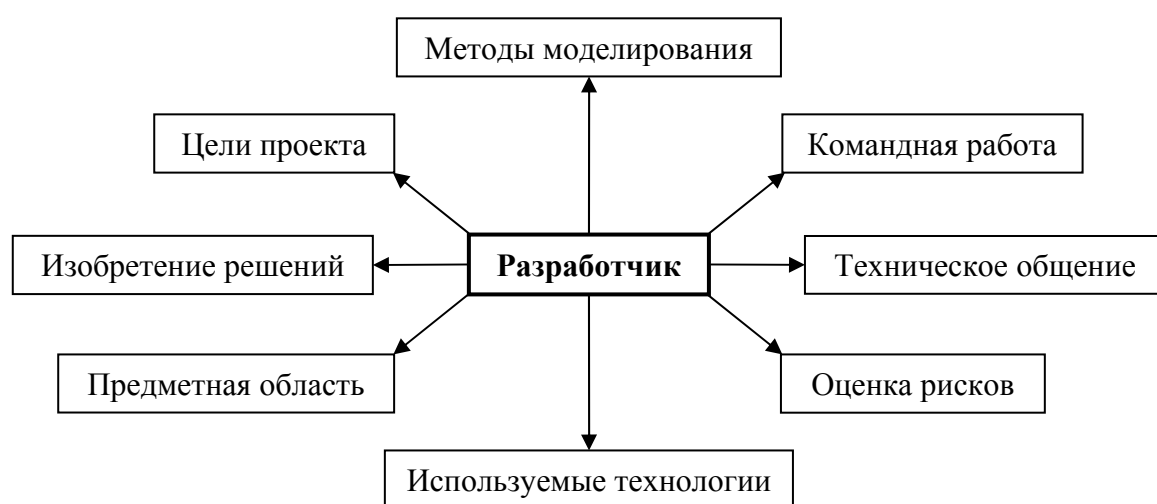 Методы моделирования
Цели проекта
Командная работа
Изобретение решений
Разработчик
Техническое общение
Предметная область
Оценка рисков
Используемые технологии